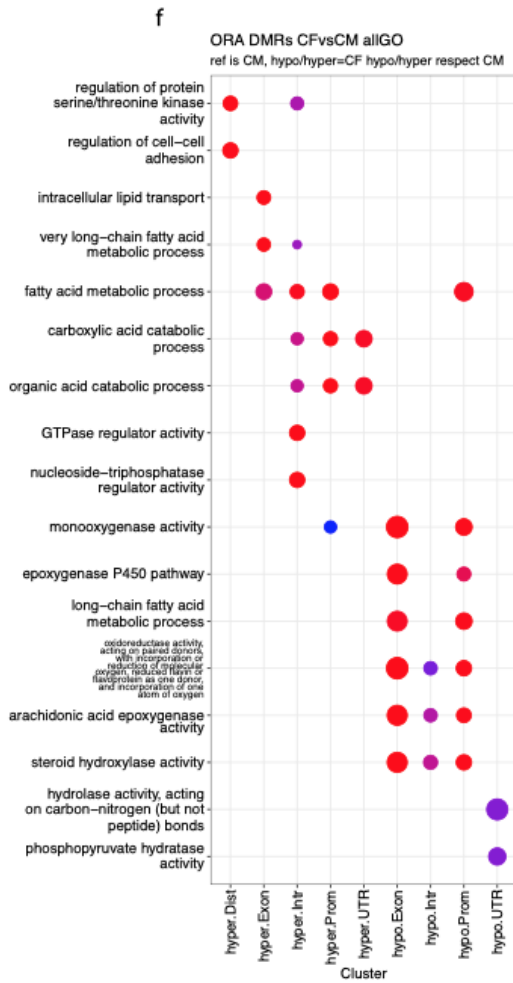 f
ORA DMRs CFvsCM allGO
ref is CM, hypo/hyper=CF hypo/hyper respect CM
regulation of protein
serine/threonine kinase
activity
regulation of cell−cell
adhesion
intracellular lipid transport
very long−chain fatty acid
metabolic process
fatty acid metabolic process
carboxylic acid catabolic
process
organic acid catabolic process
GTPase regulator activity
nucleoside−triphosphatase
regulator activity
monooxygenase activity
epoxygenase P450 pathway
long−chain fatty acid
metabolic process
oxidoreductase activity,
acting on paired donors,
with incorporation or
reduction of molecular
oxygen, reduced flavin or
flavoprotein as one donor,
and incorporation of one
atom of oxygen
arachidonic acid epoxygenase
activity
steroid hydroxylase activity
hydrolase activity, acting
on carbon−nitrogen (but not
peptide) bonds
phosphopyruvate hydratase
activity
hyper.Dist
hyper.Exon
hyper.Intr
hyper.Prom
hyper.UTR
hypo.Exon
hypo.Intr
hypo.Prom
hypo.UTR
Cluster